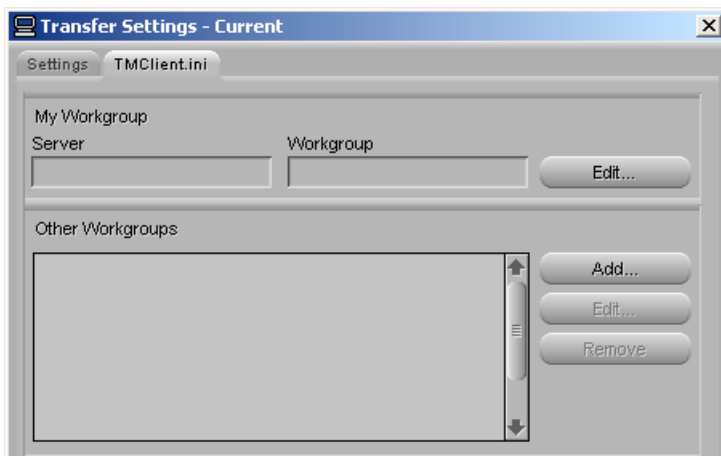 Transfer Settings - Current
Settings TMClient.ini
My Workgroup
Server Workgroup
Edit...
Other Workgroups
Add...
Edit...
Remove